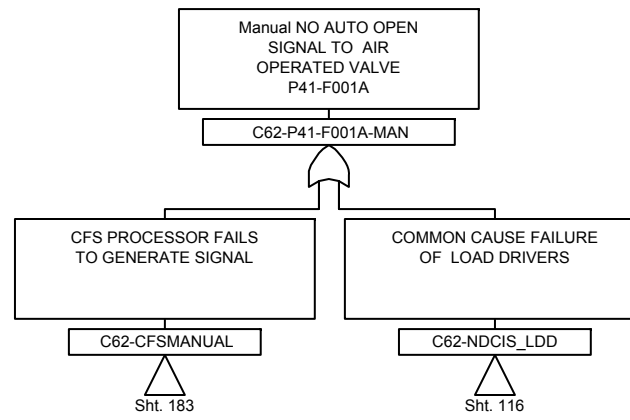 Manual NO AUTO OPEN
SIGNAL TO AIR
OPERATED VALVE
P41-F001A
C62-P41-F001A-MAN
CFS PROCESSOR FAILS
TO GENERATE SIGNAL
C62-CFSMANUAL
Sht. 183
COMMON CAUSE FAILURE
OF LOAD DRIVERS
C62-NDCIS_LDD
Sht. 116